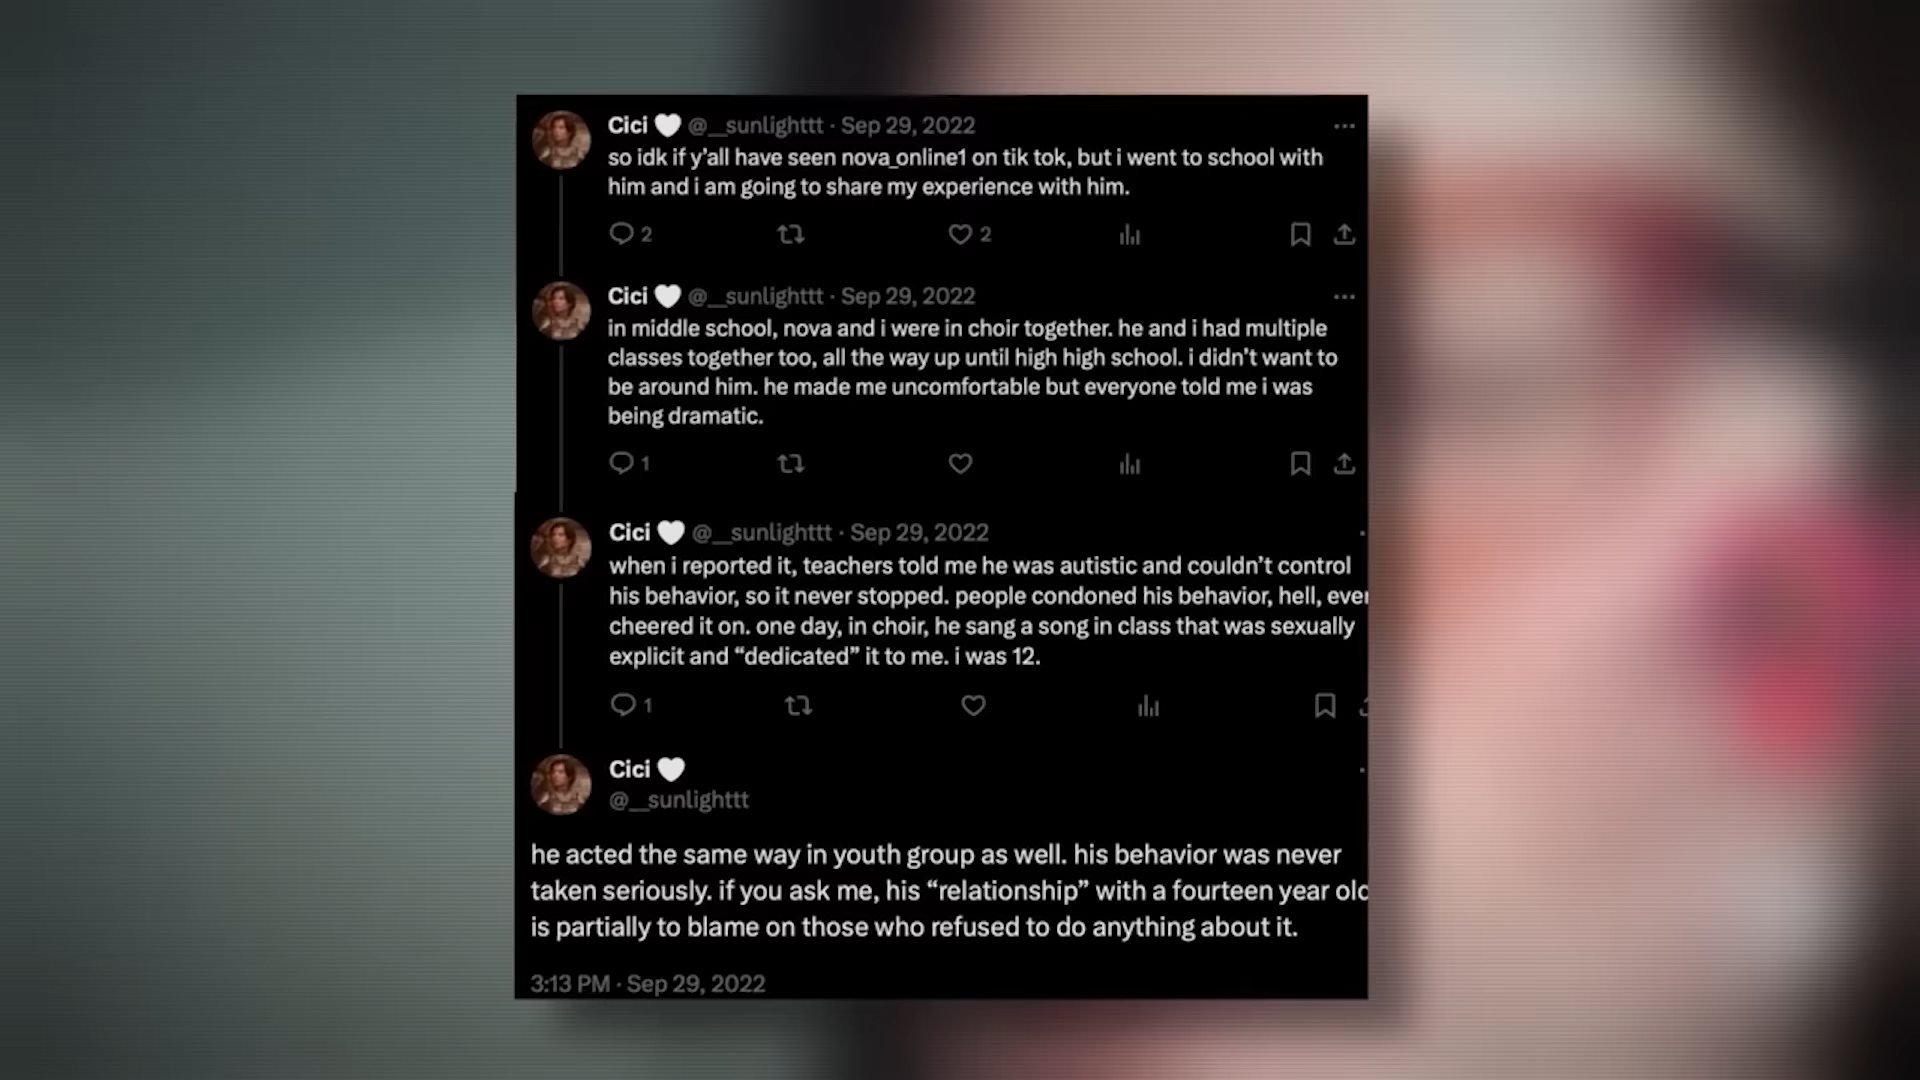 Cici 🤍 @__sunlighttt · Sep 29, 2022
so idk if y'all have seen nova_online1 on tik tok, but i went to school with
him and i am going to share my experience with him.
2 2
Cici 🤍 @__sunlighttt · Sep 29, 2022
in middle school, nova and i were in choir together. he and i had multiple
classes together too, all the way up until high high school. i didn't want to
be around him. he made me uncomfortable but everyone told me i was
being dramatic.
1
Cici 🤍 @__sunlighttt · Sep 29, 2022
when i reported it, teachers told me he was autistic and couldn't control
his behavior, so it never stopped. people condoned his behavior, hell, ever
cheered it on. one day, in choir, he sang a song in class that was sexually
explicit and “dedicated” it to me. i was 12.
1
Cici 🤍
@__sunlighttt
he acted the same way in youth group as well. his behavior was never
taken seriously. if you ask me, his “relationship” with a fourteen year old
is partially to blame on those who refused to do anything about it.
3:13 PM · Sep 29, 2022